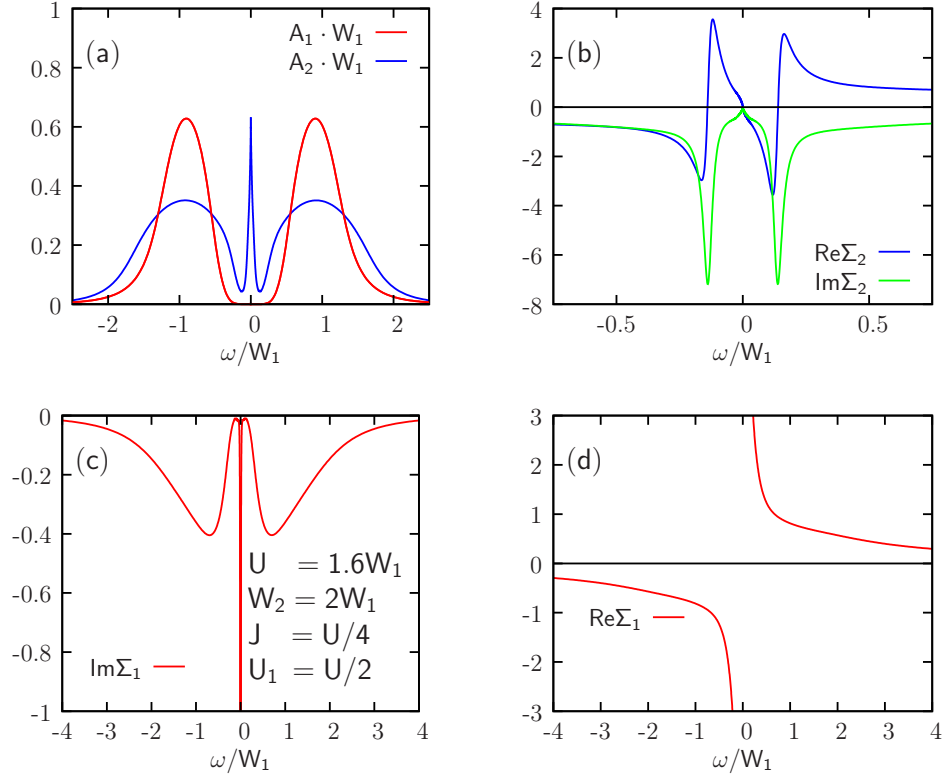 (a)
A₁ · W₁
A₂ · W₁
1
0.8
0.6
0.4
0.2
0
-2 -1 0 1 2
ω/W₁
(b)
4
2
0
-2
-4
-6
-8
ReΣ₂
ImΣ₂
-0.5 0 0.5
ω/W₁
(c)
0
-0.2
-0.4
-0.6
-0.8
-1
U = 1.6W₁
W₂ = 2W₁
J = U/4
U₁ = U/2
ImΣ₁
-4 -3 -2 -1 0 1 2 3 4
ω/W₁
(d)
3
2
1
0
-1
-2
-3
ReΣ₁
-4 -3 -2 -1 0 1 2 3 4
ω/W₁